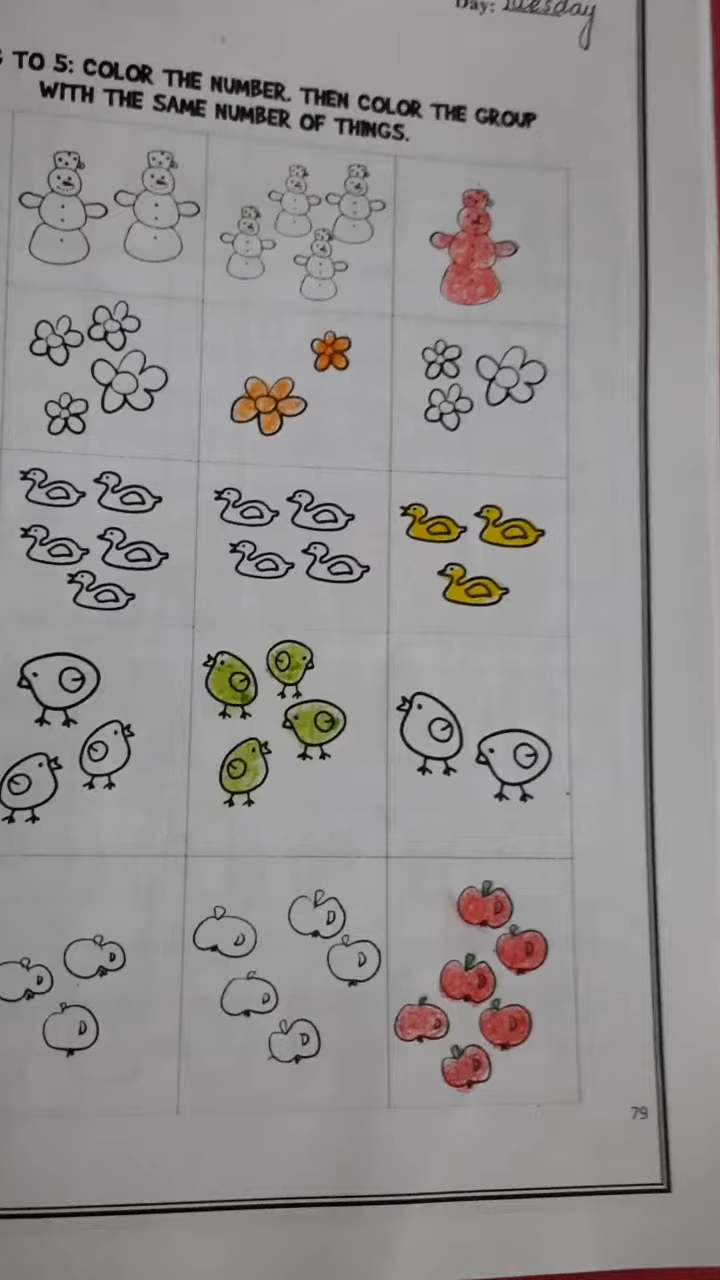 Day: Tuesday
TO 5: COLOR THE NUMBER. THEN COLOR THE GROUP
WITH THE SAME NUMBER OF THINGS.
79